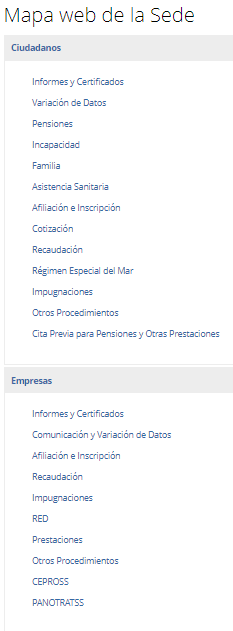 Mapa web de la Sede
Ciudadanos
Informes y Certificados
Variación de Datos
Pensiones
Incapacidad
Familia
Asistencia Sanitaria
Afiliación e Inscripción
Cotización
Recaudación
Régimen Especial del Mar
Impugnaciones
Otros Procedimientos
Cita Previa para Pensiones y Otras Prestaciones
Empresas
Informes y Certificados
Comunicación y Variación de Datos
Afiliación e Inscripción
Recaudación
Impugnaciones
RED
Prestaciones
Otros Procedimientos
CEPROSS
PANOTRATSS